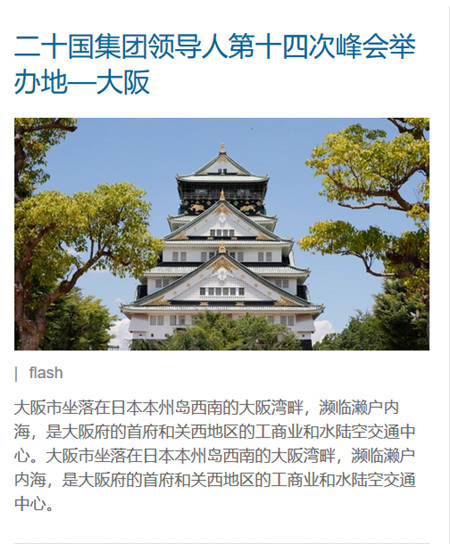 二十国集团领导人第十四次峰会举
办地—大阪
| flash
大阪市坐落在日本本州岛西南的大阪湾畔，濒临濑户内
海，是大阪府的首府和关西地区的工商业和水陆空交通中
心。大阪市坐落在日本本州岛西南的大阪湾畔，濒临濑户
内海，是大阪府的首府和关西地区的工商业和水陆空交通
中心。